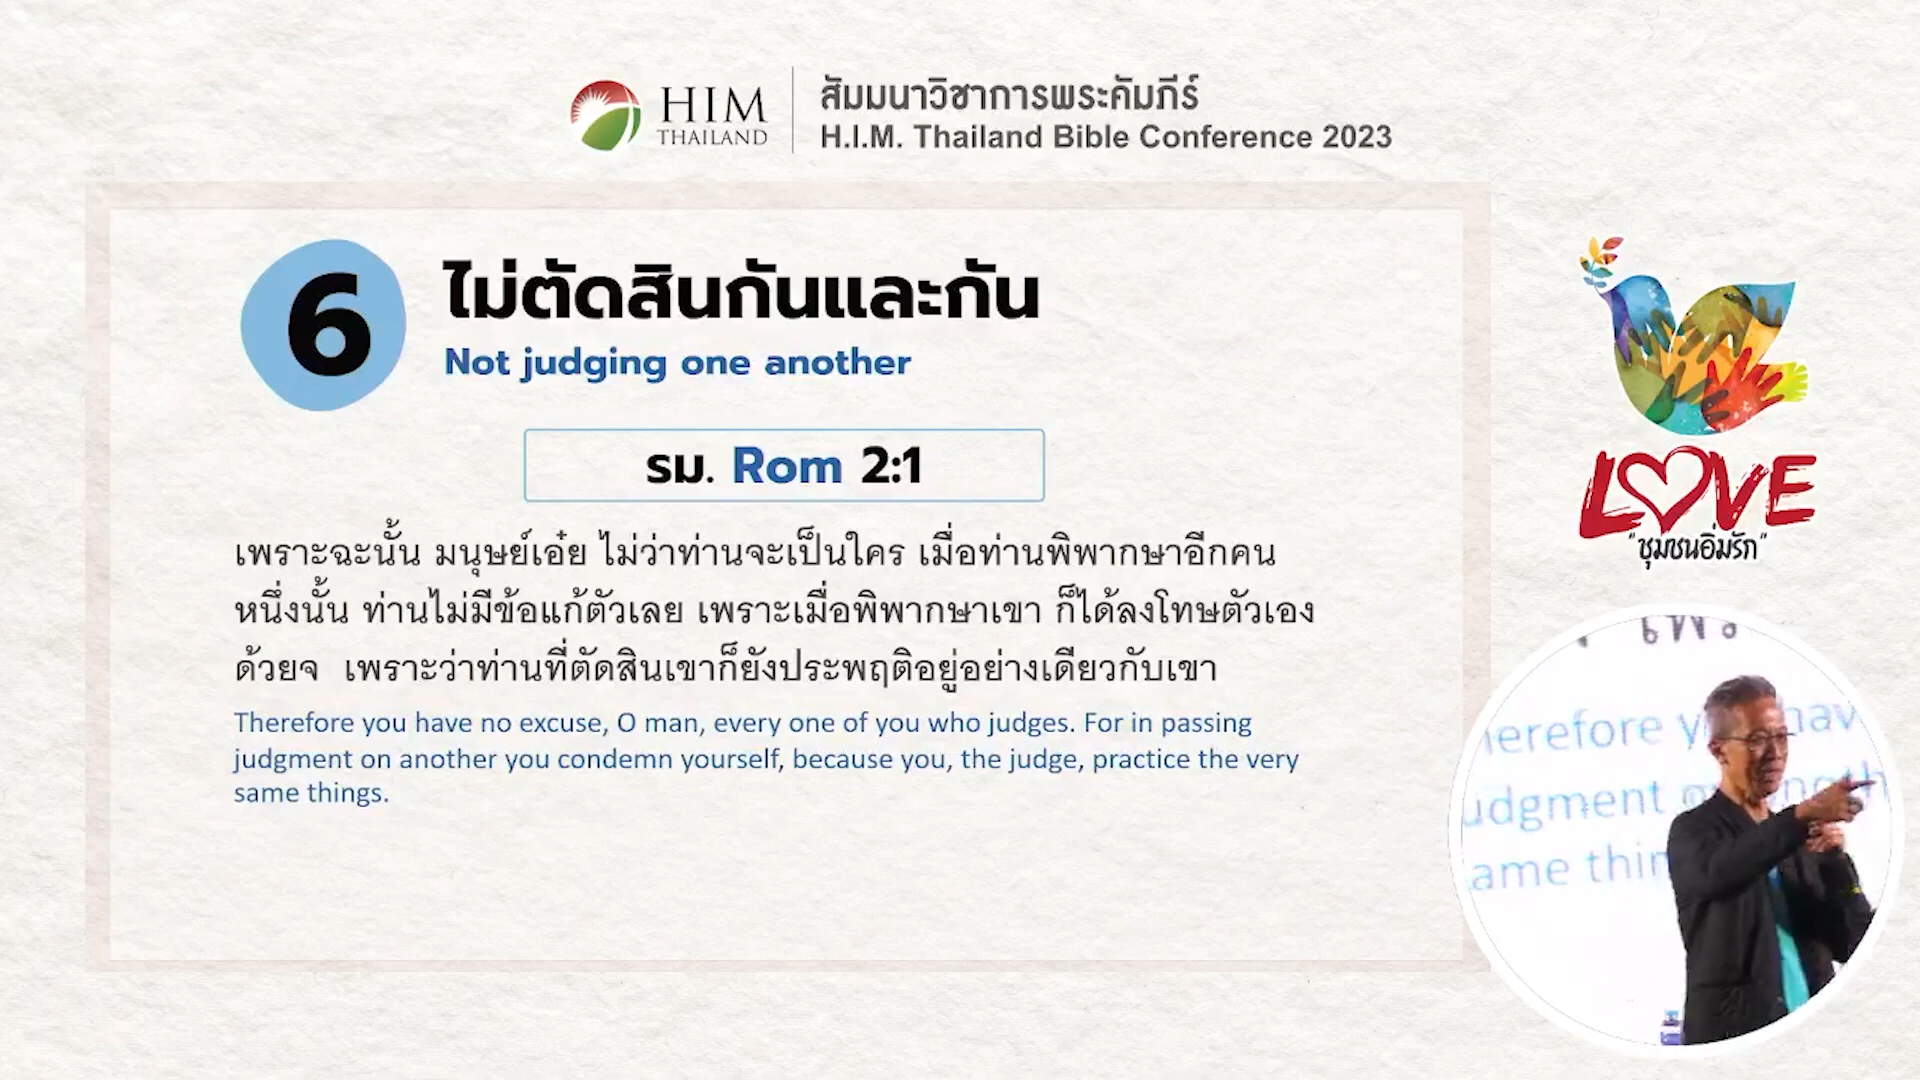 HIM
THAILAND
สัมมนาวิชาการพระคัมภีร์
H.I.M. Thailand Bible Conference 2023
6
ไม่ตัดสินกันและกัน
Not judging one another
รม. Rom 2:1
เพราะฉะนั้น มนุษย์เอ๋ย ไม่ว่าท่านจะเป็นใคร เมื่อท่านพิพากษาอีกคน
หนึ่งนั้น ท่านไม่มีข้อแก้ตัวเลย เพราะเมื่อพิพากษาเขา ก็ได้ลงโทษตัวเอง
ด้วยจ เพราะว่าท่านที่ตัดสินเขาก็ยังประพฤติอยู่อย่างเดียวกับเขา
Therefore you have no excuse, O man, every one of you who judges. For in passing
judgment on another you condemn yourself, because you, the judge, practice the very
same things.
LOVE
"ชุมชนอิ่มรัก"
herefore y hav
udgment o
ame thin